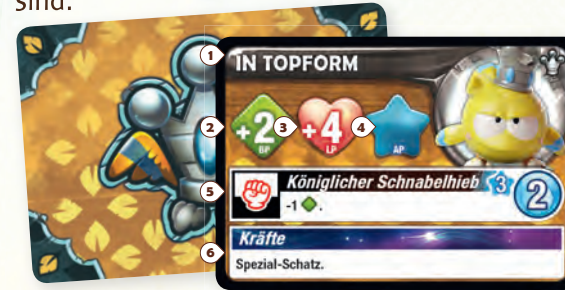 sind.
1 IN TOPFORM
2 +2 BP 3 +4 LP 4 AP
5 Königlicher Schnabelhieb 3 2
-1 .
6 Kräfte
Spezial-Schatz.